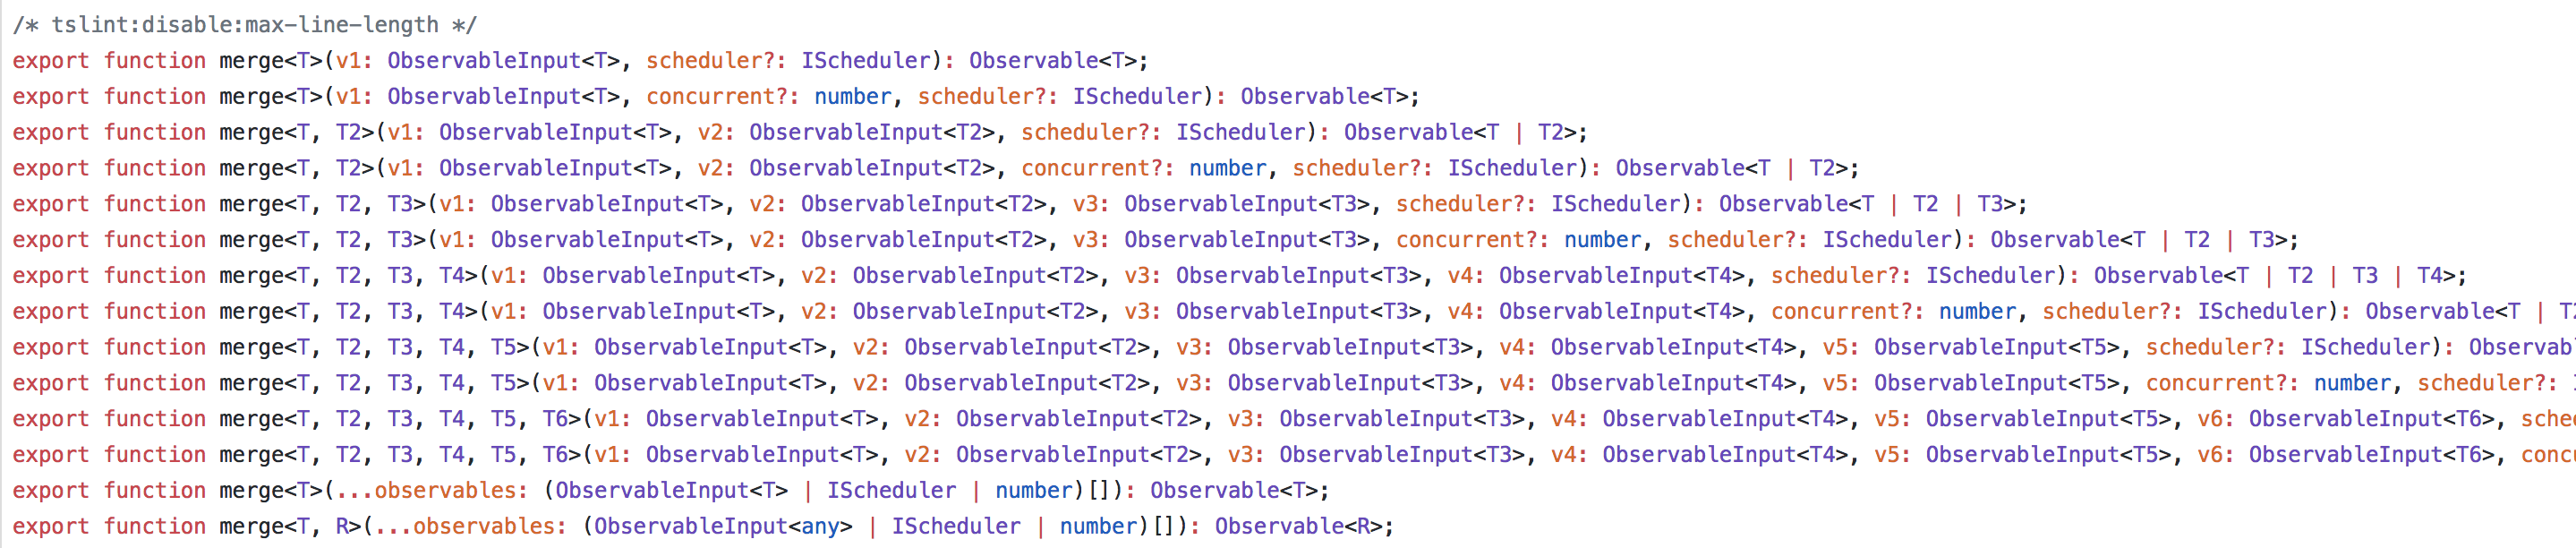 /* tslint:disable:max-line-length */
export function merge<T>(v1: ObservableInput<T>, scheduler?: IScheduler): Observable<T>;
export function merge<T>(v1: ObservableInput<T>, concurrent?: number, scheduler?: IScheduler): Observable<T>;
export function merge<T, T2>(v1: ObservableInput<T>, v2: ObservableInput<T2>, scheduler?: IScheduler): Observable<T | T2>;
export function merge<T, T2>(v1: ObservableInput<T>, v2: ObservableInput<T2>, concurrent?: number, scheduler?: IScheduler): Observable<T | T2>;
export function merge<T, T2, T3>(v1: ObservableInput<T>, v2: ObservableInput<T2>, v3: ObservableInput<T3>, scheduler?: IScheduler): Observable<T | T2 | T3>;
export function merge<T, T2, T3>(v1: ObservableInput<T>, v2: ObservableInput<T2>, v3: ObservableInput<T3>, concurrent?: number, scheduler?: IScheduler): Observable<T | T2 | T3>;
export function merge<T, T2, T3, T4>(v1: ObservableInput<T>, v2: ObservableInput<T2>, v3: ObservableInput<T3>, v4: ObservableInput<T4>, scheduler?: IScheduler): Observable<T | T2 | T3 | T4>;
export function merge<T, T2, T3, T4>(v1: ObservableInput<T>, v2: ObservableInput<T2>, v3: ObservableInput<T3>, v4: ObservableInput<T4>, concurrent?: number, scheduler?: IScheduler): Observable<T | T2
export function merge<T, T2, T3, T4, T5>(v1: ObservableInput<T>, v2: ObservableInput<T2>, v3: ObservableInput<T3>, v4: ObservableInput<T4>, v5: ObservableInput<T5>, scheduler?: IScheduler): Observabl
export function merge<T, T2, T3, T4, T5>(v1: ObservableInput<T>, v2: ObservableInput<T2>, v3: ObservableInput<T3>, v4: ObservableInput<T4>, v5: ObservableInput<T5>, concurrent?: number, scheduler?:
export function merge<T, T2, T3, T4, T5, T6>(v1: ObservableInput<T>, v2: ObservableInput<T2>, v3: ObservableInput<T3>, v4: ObservableInput<T4>, v5: ObservableInput<T5>, v6: ObservableInput<T6>, sche
export function merge<T, T2, T3, T4, T5, T6>(v1: ObservableInput<T>, v2: ObservableInput<T2>, v3: ObservableInput<T3>, v4: ObservableInput<T4>, v5: ObservableInput<T5>, v6: ObservableInput<T6>, conc
export function merge<T>(...observables: (ObservableInput<T> | IScheduler | number)[]): Observable<T>;
export function merge<T, R>(...observables: (ObservableInput<any> | IScheduler | number)[]): Observable<R>;